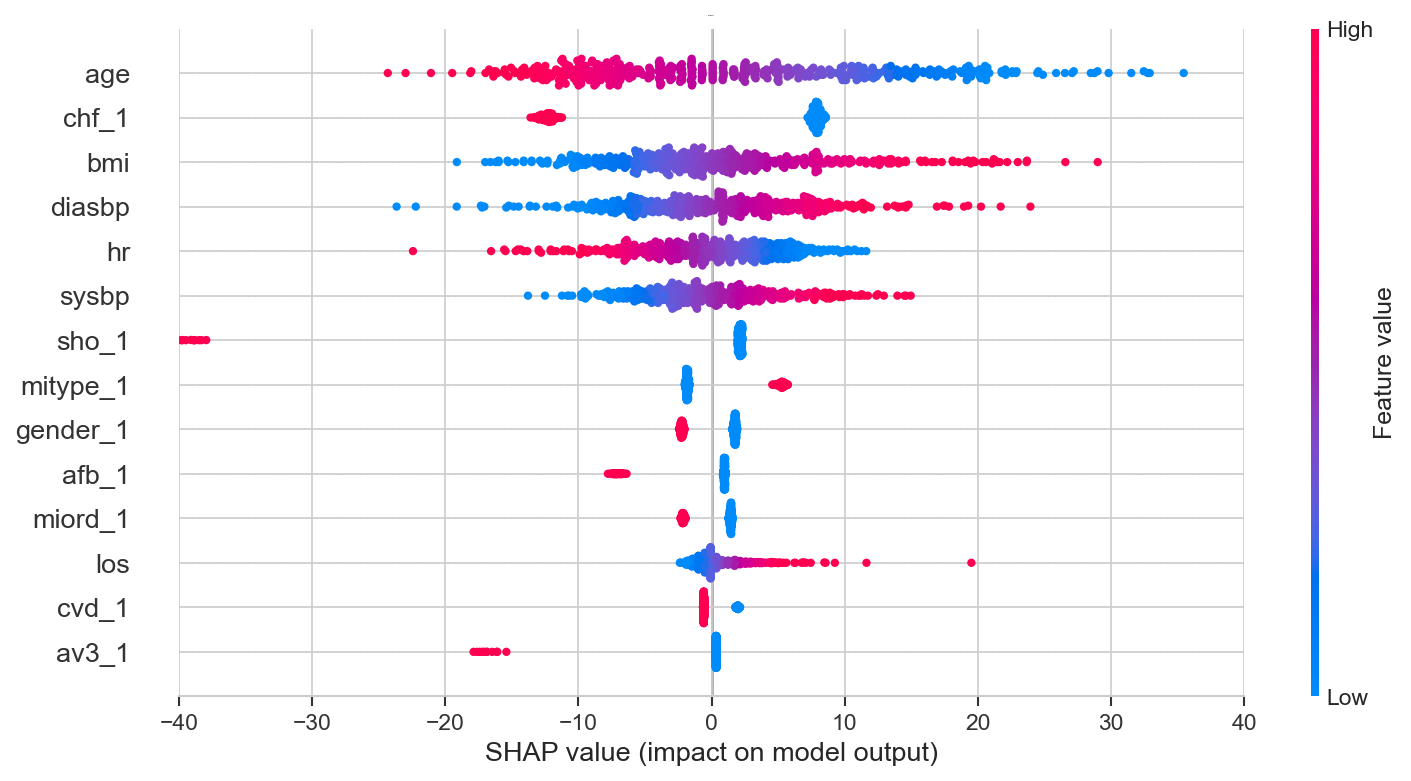 High
age
chf_1
bmi
diasbp
hr
sysbp
sho_1
mitype_1
gender_1
afb_1
miord_1
los
cvd_1
av3_1
Feature value
Low
−40 −30 −20 −10 0 10 20 30 40
SHAP value (impact on model output)